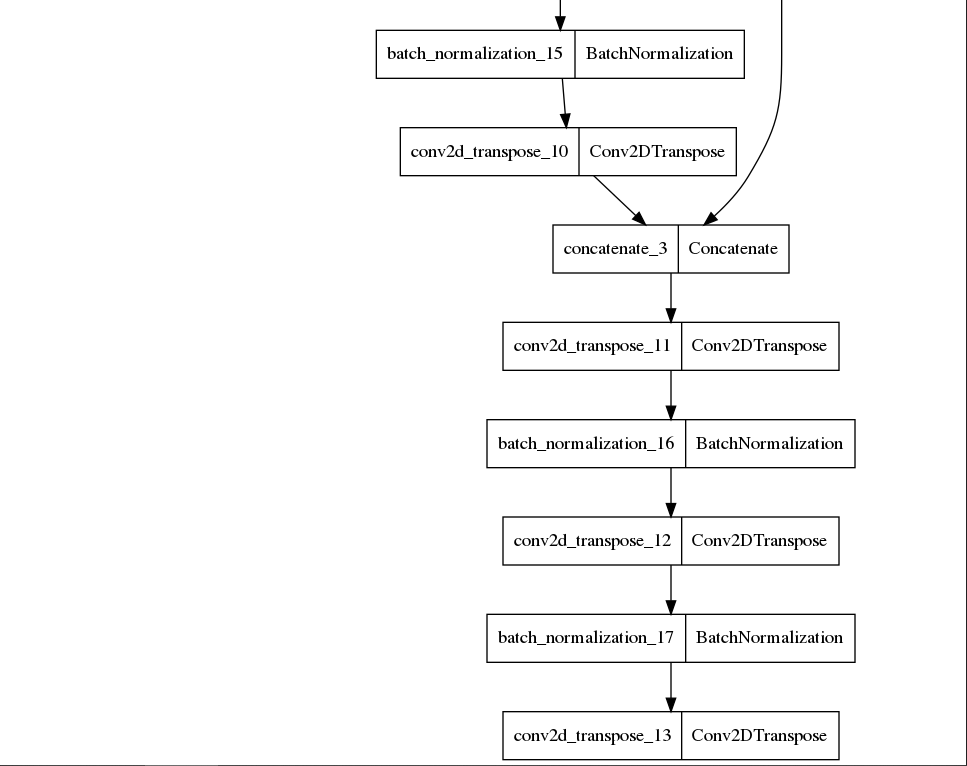 batch_normalization_15 BatchNormalization
conv2d_transpose_10 Conv2DTranspose
concatenate_3 Concatenate
conv2d_transpose_11 Conv2DTranspose
batch_normalization_16 BatchNormalization
conv2d_transpose_12 Conv2DTranspose
batch_normalization_17 BatchNormalization
conv2d_transpose_13 Conv2DTranspose